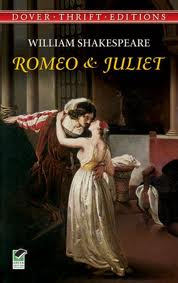 DOVER · THRIFT · EDITIONS
WILLIAM SHAKESPEARE
ROMEO & JULIET